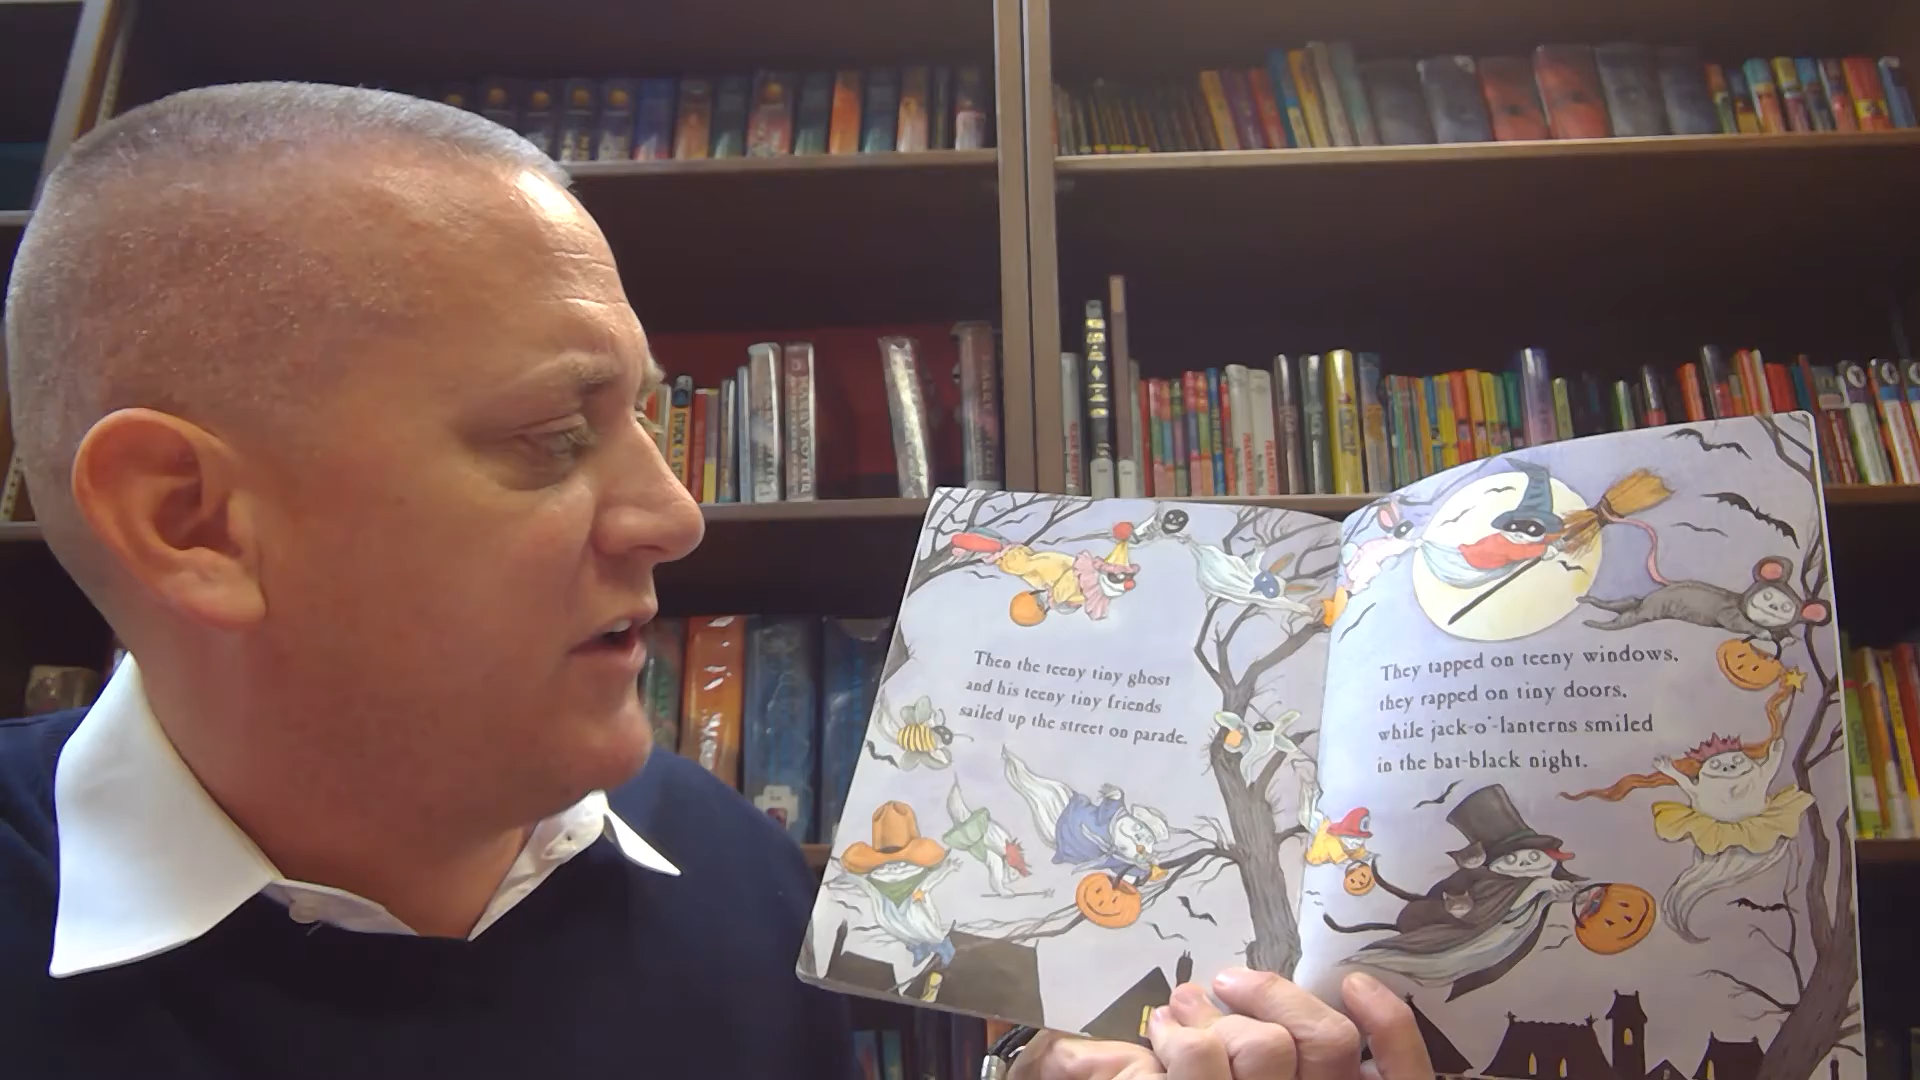 Then the teeny tiny ghost
and his teeny tiny friends
sailed up the street on parade.
They tapped on teeny windows,
they rapped on tiny doors,
while jack-o'-lanterns smiled
in the bat-black night.